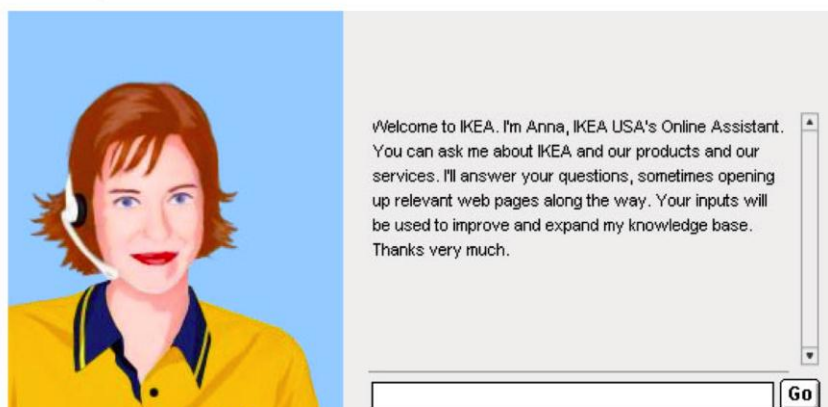 Welcome to IKEA. I'm Anna, IKEA USA's Online Assistant.
You can ask me about IKEA and our products and our
services. I'll answer your questions, sometimes opening
up relevant web pages along the way. Your inputs will
be used to improve and expand my knowledge base.
Thanks very much.
Go